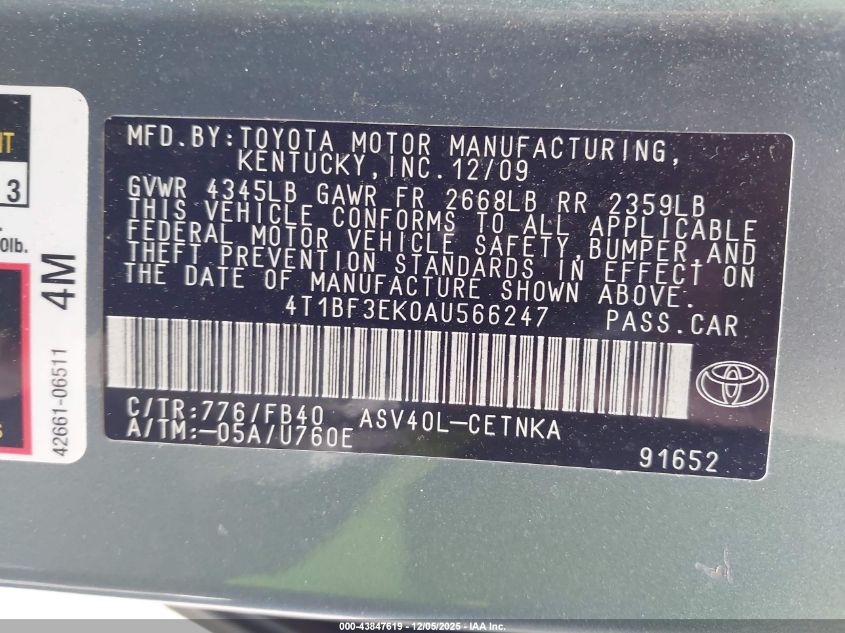 NT
3
0lb.
S
42661-06511 4M
MFD.BY:TOYOTA MOTOR MANUFACTURING,
KENTUCKY,INC.12/09
GVWR 4345LB GAWR FR 2668LB RR 2359LB
THIS VEHICLE CONFORMS TO ALL APPLICABLE
FEDERAL MOTOR VEHICLE SAFETY,BUMPER,AND
THEFT PREVENTION STANDARDS IN EFFECT ON
THE DATE OF MANUFACTURE SHOWN ABOVE.
4T1BF3EK0AU566247 PASS.CAR
C/TR:776/FB40 ASV40L-CETNKA
A/TM:-05A/U760E
91652
000-43847619 - 12/05/2025 - IAA Inc.